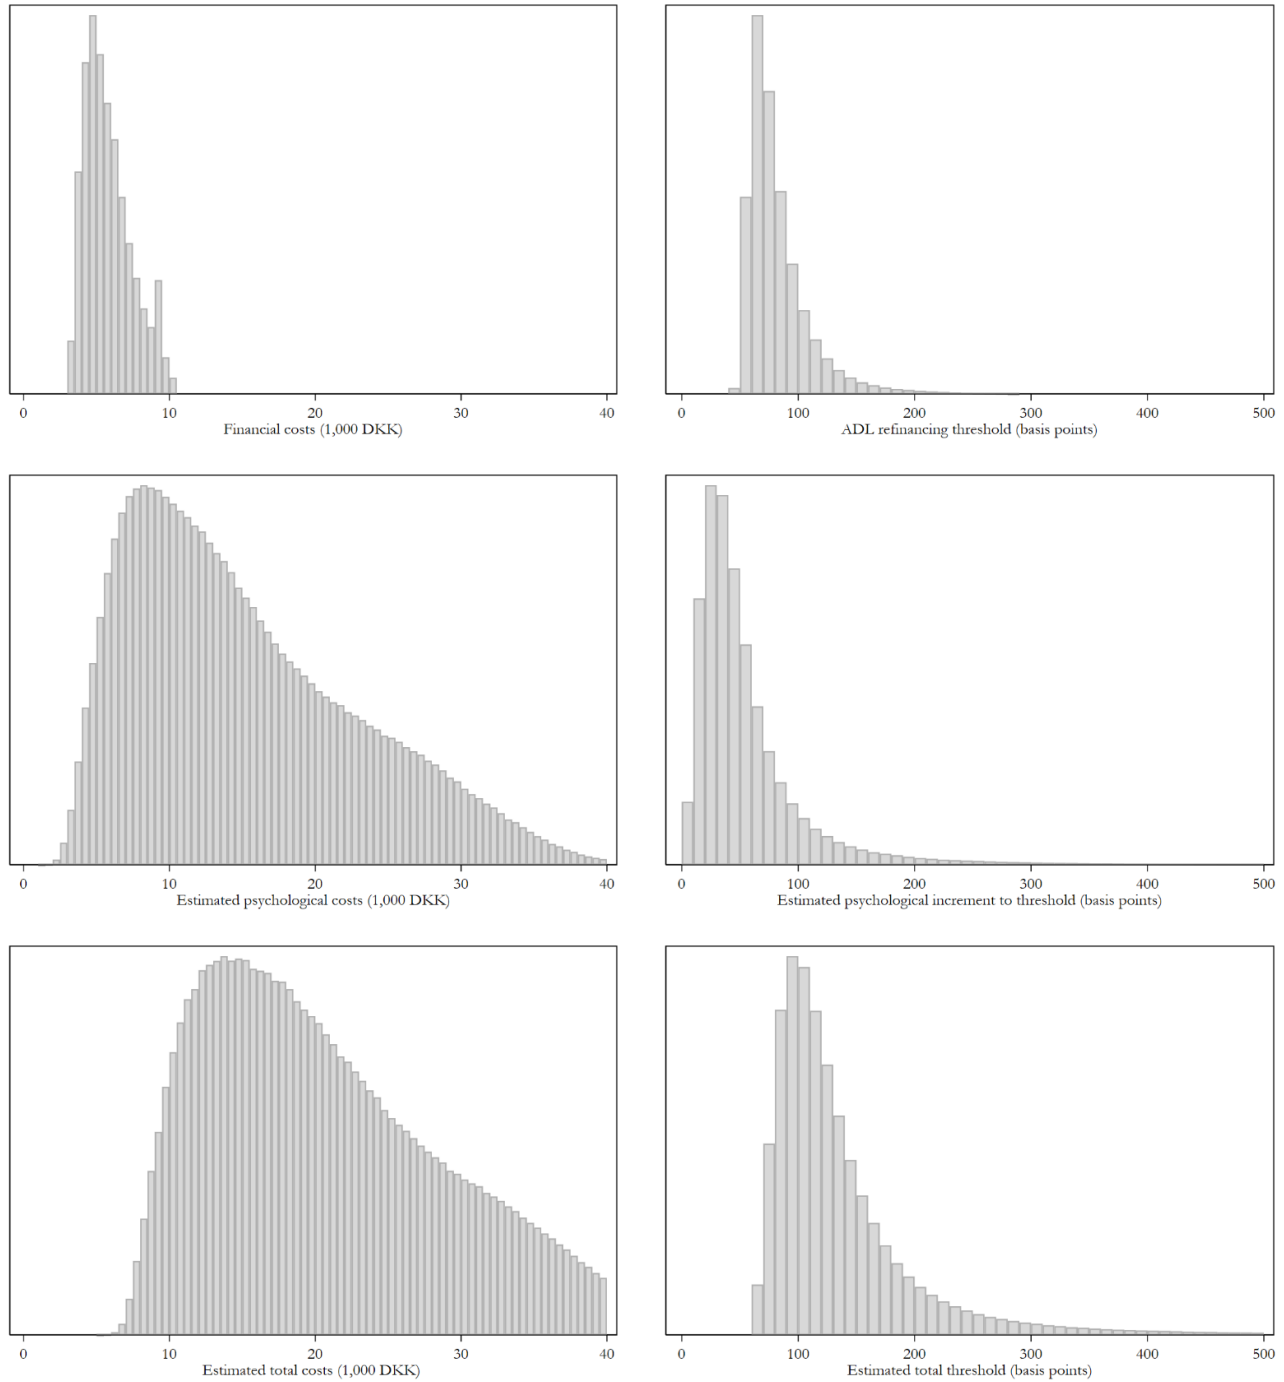 0 10 20 30 40
Financial costs (1,000 DKK)
0 100 200 300 400 500
ADL refinancing threshold (basis points)
0 10 20 30 40
Estimated psychological costs (1,000 DKK)
0 100 200 300 400 500
Estimated psychological increment to threshold (basis points)
0 10 20 30 40
Estimated total costs (1,000 DKK)
0 100 200 300 400 500
Estimated total threshold (basis points)